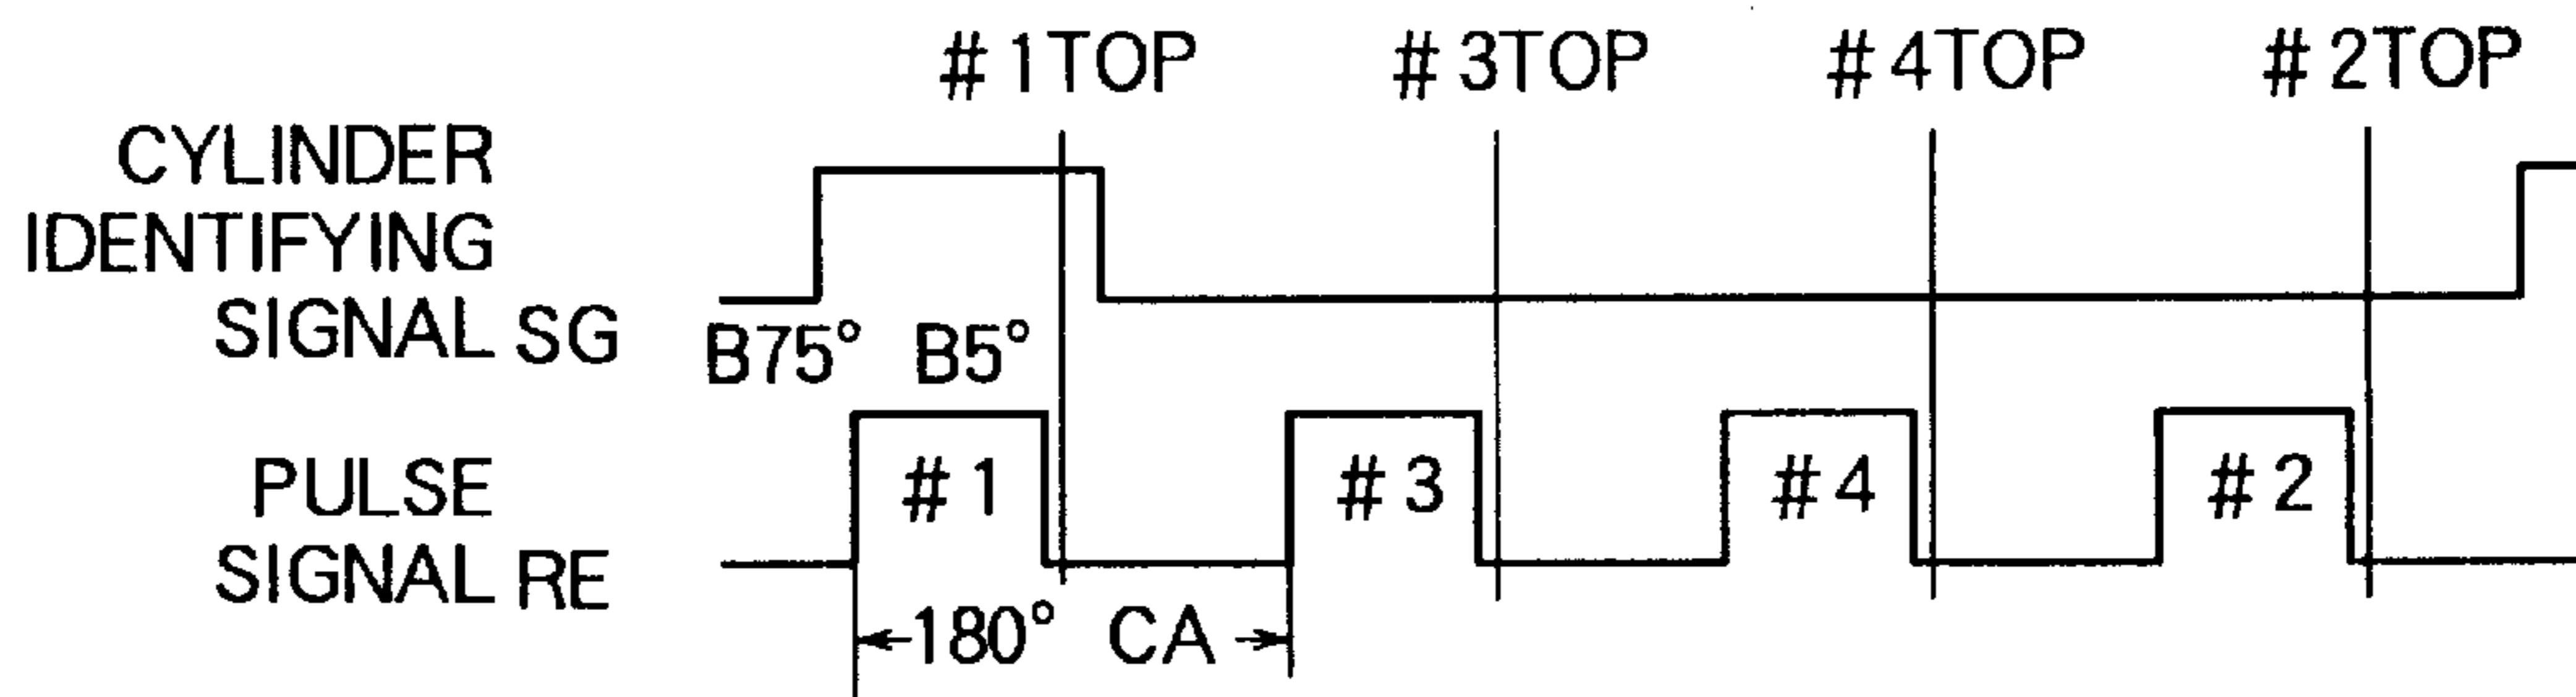 # 1TOP # 3TOP # 4TOP # 2TOP
CYLINDER
IDENTIFYING
SIGNAL SG
B75° B5°
PULSE
SIGNAL RE
# 1 # 3 # 4 # 2
180° CA